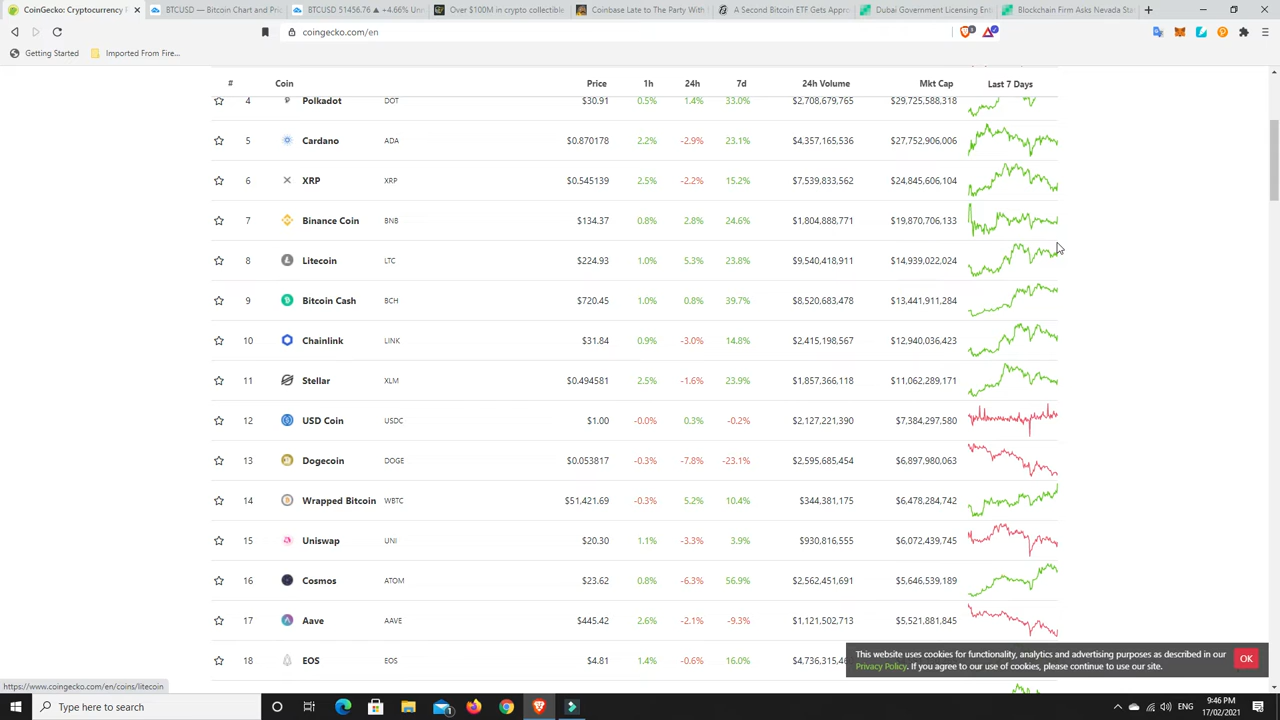 CoinGecko: Cryptocurrency P
BTCUSD — Bitcoin Chart and Pric
BTCUSD 51456.76 ▲ +4.66% Unn
Over $100M in crypto collectible
Coinbase Late to The Party With
A Second Bitcoin ETF Gets Appro
Dubai Government Licensing Enti
Blockchain Firm Asks Nevada Stat
coingecko.com/en
Getting Started
Imported From Fire...
# Coin Price 1h 24h 7d 24h Volume Mkt Cap Last 7 Days
4 Polkadot DOT $30.91 0.5% 1.4% 33.0% $2,708,679,765 $29,725,588,318
5 Cardano ADA $0.870178 2.2% -2.9% 23.1% $4,357,165,536 $27,752,906,006
6 XRP XRP $0.545139 2.5% -2.2% 15.2% $7,539,833,562 $24,845,606,104
7 Binance Coin BNB $134.37 0.8% 2.8% 24.6% $1,804,888,771 $19,870,706,133
8 Litecoin LTC $224.93 1.0% 5.3% 23.8% $9,540,418,911 $14,939,022,024
9 Bitcoin Cash BCH $720.45 1.0% 0.8% 39.7% $8,520,683,478 $13,441,911,284
10 Chainlink LINK $31.84 0.9% -3.0% 14.8% $2,415,198,567 $12,940,036,423
11 Stellar XLM $0.494581 2.5% -1.6% 23.9% $1,857,366,118 $11,062,289,171
12 USD Coin USDC $1.00 -0.0% 0.3% -0.2% $2,127,221,390 $7,384,297,580
13 Dogecoin DOGE $0.053817 -0.3% -7.8% -23.1% $2,595,685,454 $6,897,980,063
14 Wrapped Bitcoin WBTC $51,421.69 -0.3% 5.2% 10.4% $344,381,175 $6,478,284,742
15 Uniswap UNI $20.30 1.1% -3.3% 3.9% $930,816,555 $6,072,439,745
16 Cosmos ATOM $23.62 0.8% -6.3% 56.9% $2,562,451,691 $5,646,539,189
17 Aave AAVE $445.42 2.6% -2.1% -9.3% $1,121,502,713 $5,521,881,845
18 EOS EOS $4.81 1.4% -0.6% 16.0% $4,736,315,4
This website uses cookies for functionality, analytics and advertising purposes as described in our
Privacy Policy. If you agree to our use of cookies, please continue to use our site.
OK
https://www.coingecko.com/en/coins/litecoin
Type here to search
ENG
9:46 PM
17/02/2021